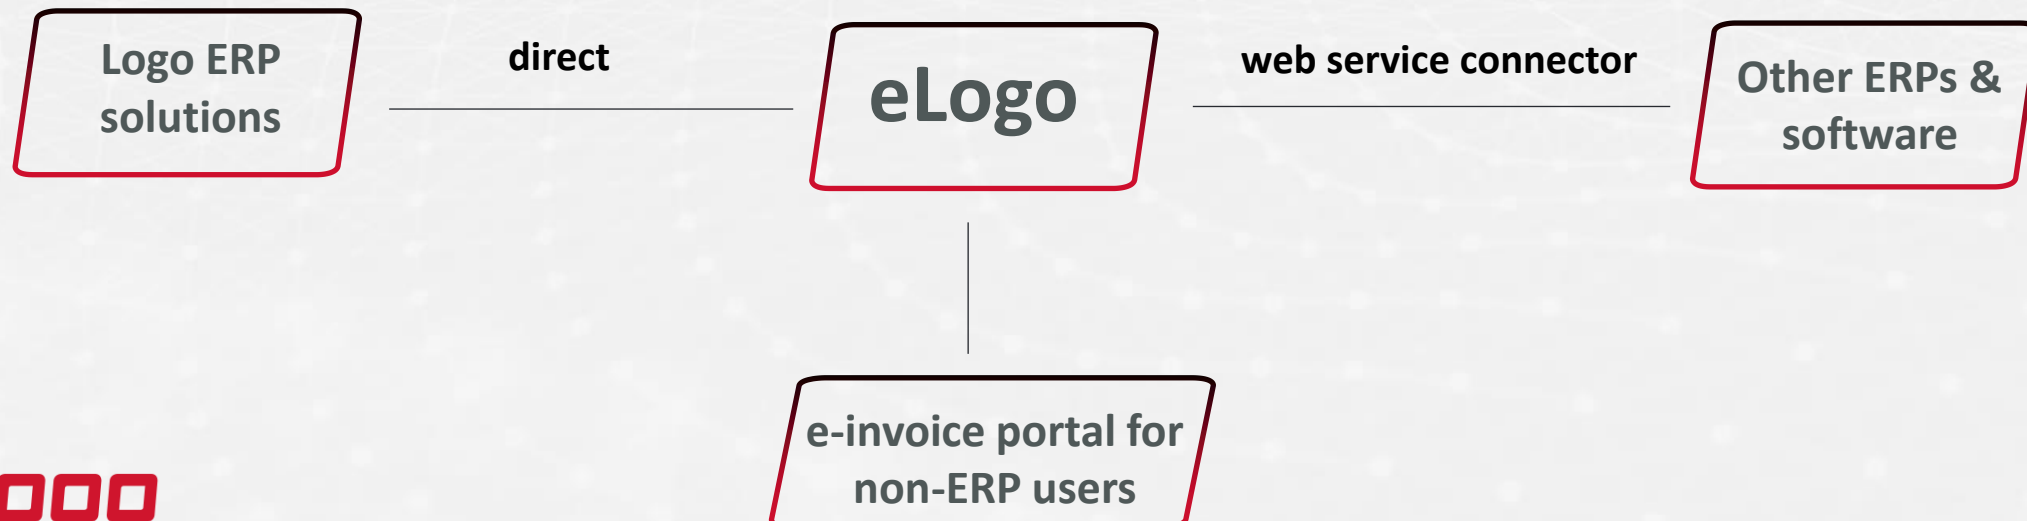 Logo ERP
solutions
direct
eLogo
web service connector
Other ERPs &
software
e-invoice portal for
non-ERP users